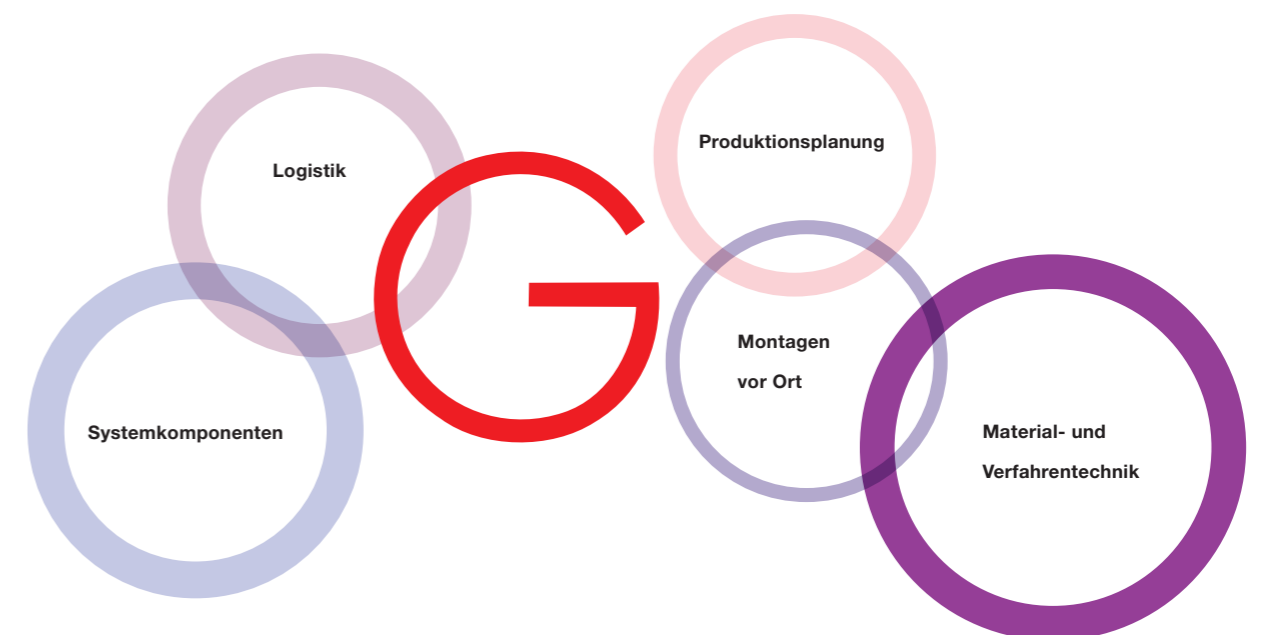 Logistik
Systemkomponenten
G
Produktionsplanung
Montagen
vor Ort
Material- und
Verfahrentechnik